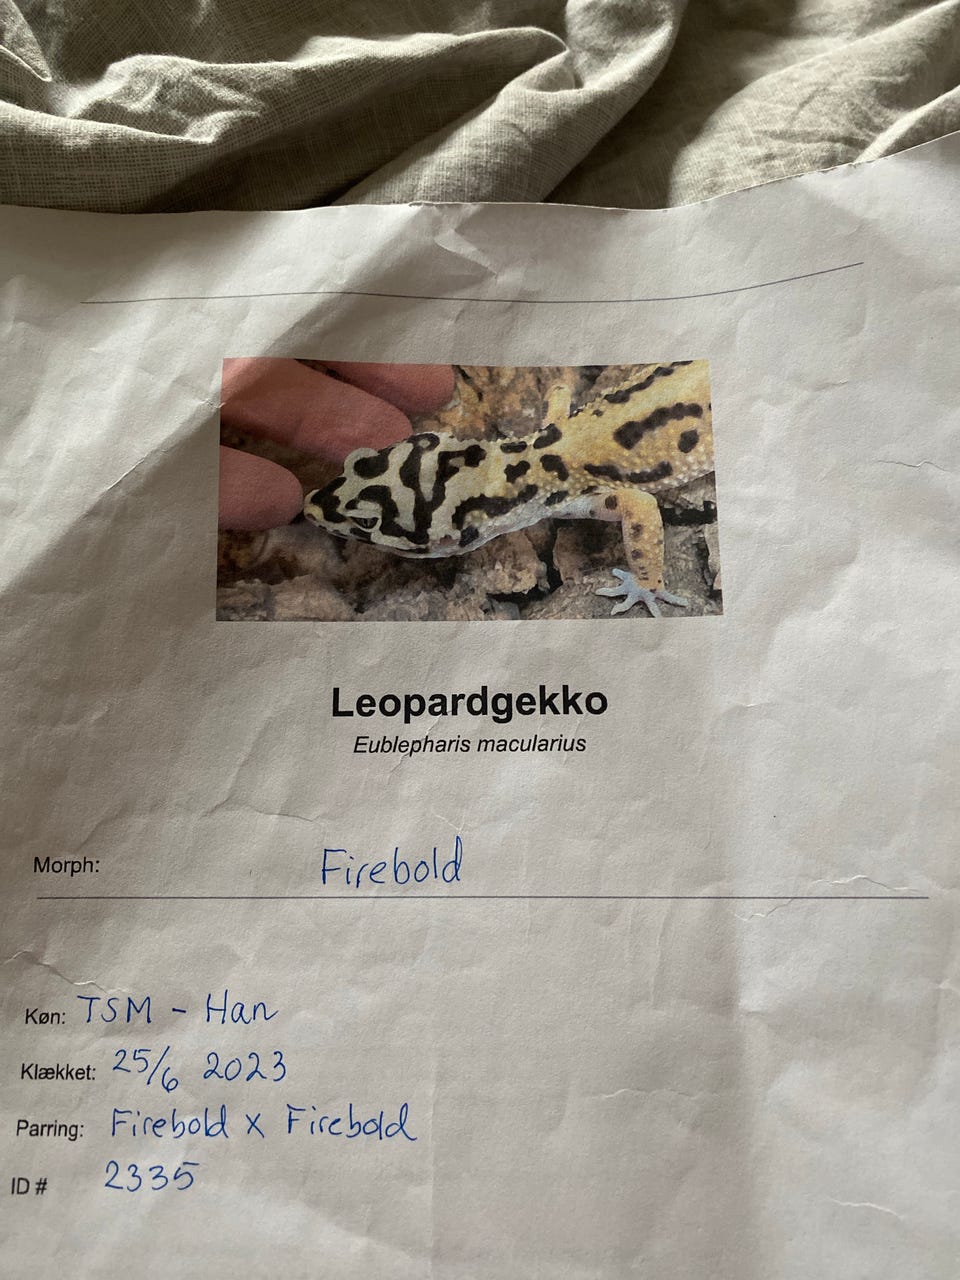 Leopardgekko
Eublepharis macularius
Morph: Firebold
Køn: TSM - Han
Klækket: 25/6 2023
Parring: Firebold x Firebold
ID # 2335